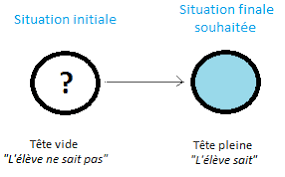 Situation initiale
Situation finale
souhaitée
?
Tête vide
"L'élève ne sait pas"
Tête pleine
"L'élève sait"